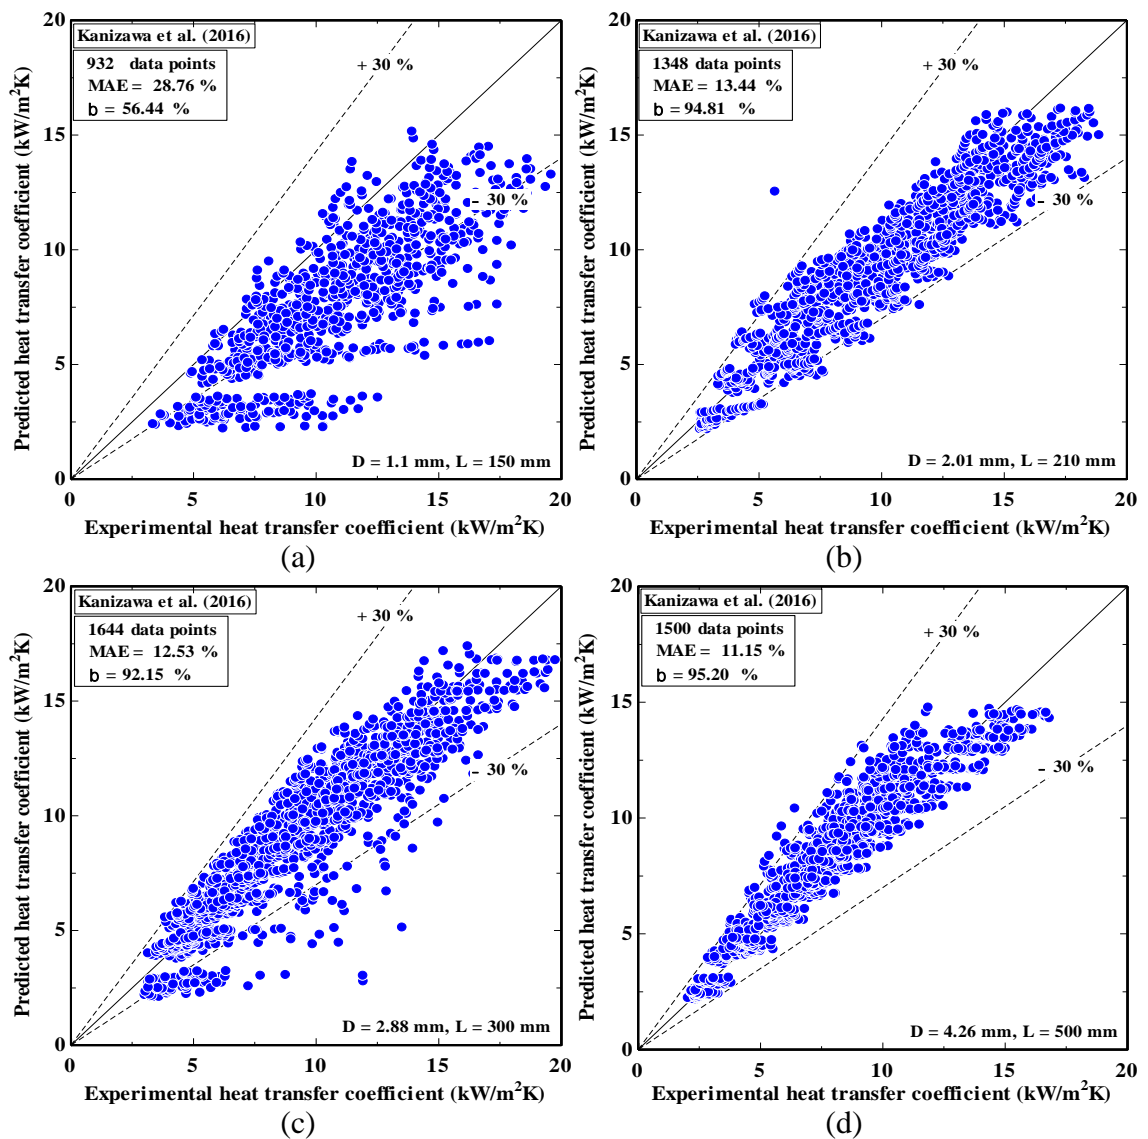 Kanizawa et al. (2016)
932 data points
MAE = 28.76 %
b = 56.44 %
+ 30 %
- 30 %
D = 1.1 mm, L = 150 mm
Predicted heat transfer coefficient (kW/m²K)
20
15
10
5
0
0 5 10 15 20
Experimental heat transfer coefficient (kW/m²K)
(a)
Kanizawa et al. (2016)
1348 data points
MAE = 13.44 %
b = 94.81 %
+ 30 %
- 30 %
D = 2.01 mm, L = 210 mm
Predicted heat transfer coefficient (kW/m²K)
20
15
10
5
0
0 5 10 15 20
Experimental heat transfer coefficient (kW/m²K)
(b)
Kanizawa et al. (2016)
1644 data points
MAE = 12.53 %
b = 92.15 %
+ 30 %
- 30 %
D = 2.88 mm, L = 300 mm
Predicted heat transfer coefficient (kW/m²K)
20
15
10
5
0
0 5 10 15 20
Experimental heat transfer coefficient (kW/m²K)
(c)
Kanizawa et al. (2016)
1500 data points
MAE = 11.15 %
b = 95.20 %
+ 30 %
- 30 %
D = 4.26 mm, L = 500 mm
Predicted heat transfer coefficient (kW/m²K)
20
15
10
5
0
0 5 10 15 20
Experimental heat transfer coefficient (kW/m²K)
(d)